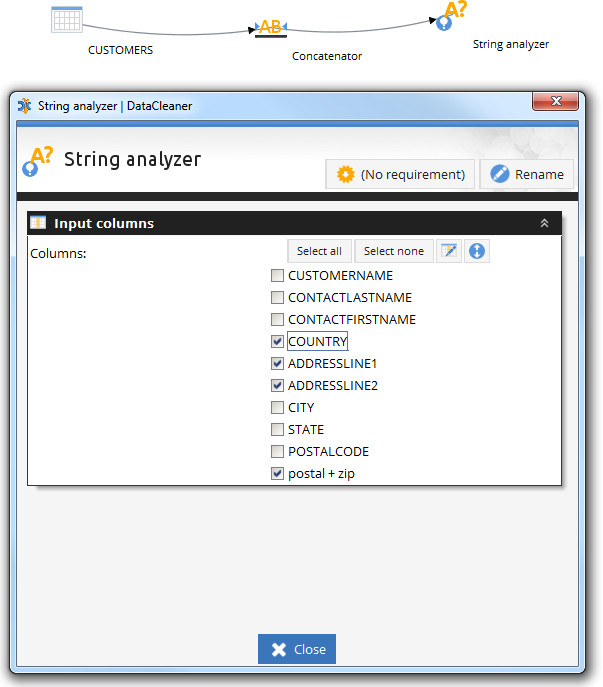 CUSTOMERS
AB
Concatenator
A?
String analyzer
String analyzer | DataCleaner
A?
String analyzer
(No requirement)
Rename
Input columns
Columns:
Select all
Select none
CUSTOMERNAME
CONTACTLASTNAME
CONTACTFIRSTNAME
COUNTRY
ADDRESSLINE1
ADDRESSLINE2
CITY
STATE
POSTALCODE
postal + zip
Close